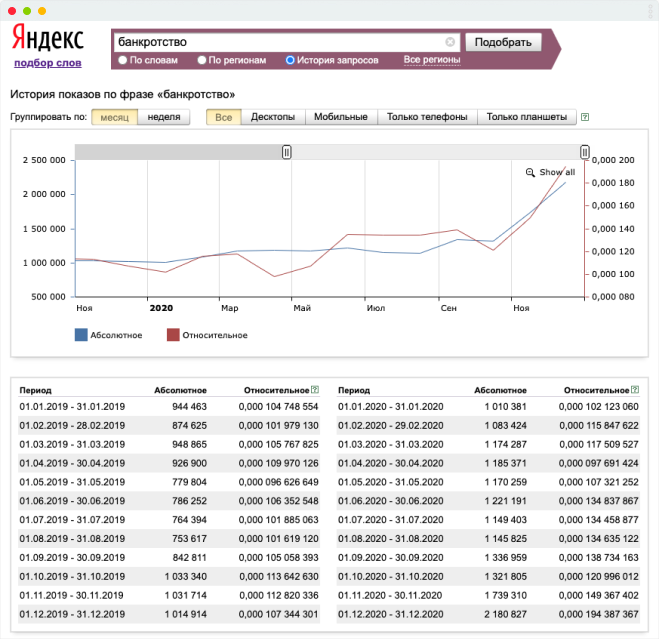 Яндекс
подбор слов
банкротство
Подобрать
По словам По регионам История запросов Все регионы
История показов по фразе «банкротство»
Группировать по: месяц неделя Все Десктопы Мобильные Только телефоны Только планшеты ?
Show all
2 500 000
2 000 000
1 500 000
1 000 000
500 000
0,000 200
0,000 180
0,000 160
0,000 140
0,000 120
0,000 100
0,000 080
Ноя 2020 Мар Май Июл Сен Ноя
Абсолютное Относительное
Период Абсолютное Относительное ? Период Абсолютное Относительное ?
01.01.2019 - 31.01.2019 944 463 0,000 104 748 554 01.01.2020 - 31.01.2020 1 010 381 0,000 102 123 060
01.02.2019 - 28.02.2019 874 625 0,000 101 979 130 01.02.2020 - 29.02.2020 1 083 424 0,000 115 847 622
01.03.2019 - 31.03.2019 948 865 0,000 105 767 825 01.03.2020 - 31.03.2020 1 174 287 0,000 117 509 527
01.04.2019 - 30.04.2019 926 900 0,000 109 970 126 01.04.2020 - 30.04.2020 1 185 371 0,000 097 691 424
01.05.2019 - 31.05.2019 779 804 0,000 096 626 649 01.05.2020 - 31.05.2020 1 170 259 0,000 107 321 252
01.06.2019 - 30.06.2019 786 252 0,000 106 352 548 01.06.2020 - 30.06.2020 1 221 191 0,000 134 837 867
01.07.2019 - 31.07.2019 764 394 0,000 101 885 063 01.07.2020 - 31.07.2020 1 149 403 0,000 134 458 877
01.08.2019 - 31.08.2019 753 617 0,000 101 619 120 01.08.2020 - 31.08.2020 1 145 825 0,000 134 635 122
01.09.2019 - 30.09.2019 842 811 0,000 105 058 393 01.09.2020 - 30.09.2020 1 336 959 0,000 138 734 163
01.10.2019 - 31.10.2019 1 033 340 0,000 113 642 630 01.10.2020 - 31.10.2020 1 321 805 0,000 120 996 012
01.11.2019 - 30.11.2019 1 031 714 0,000 112 820 336 01.11.2020 - 30.11.2020 1 739 310 0,000 149 367 402
01.12.2019 - 31.12.2019 1 014 914 0,000 107 344 301 01.12.2020 - 31.12.2020 2 180 827 0,000 194 387 367